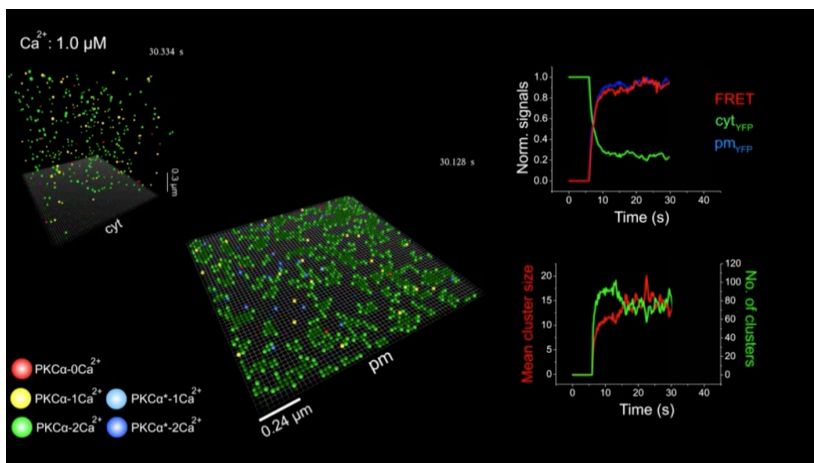 Ca²⁺: 1.0 µM
30.334 s
0.3 µm
cyt
30.128 s
pm
0.24 µm
PKCα-0Ca²⁺
PKCα-1Ca²⁺
PKCα*-1Ca²⁺
PKCα-2Ca²⁺
PKCα*-2Ca²⁺
Norm. signals
1.0
0.8
0.6
0.4
0.2
0.0
0
10
20
30
40
Time (s)
FRET
cytYFP
pmYFP
Mean cluster size
20
15
10
5
0
120
100
80
60
40
20
0
No. of clusters
0
10
20
30
40
Time (s)